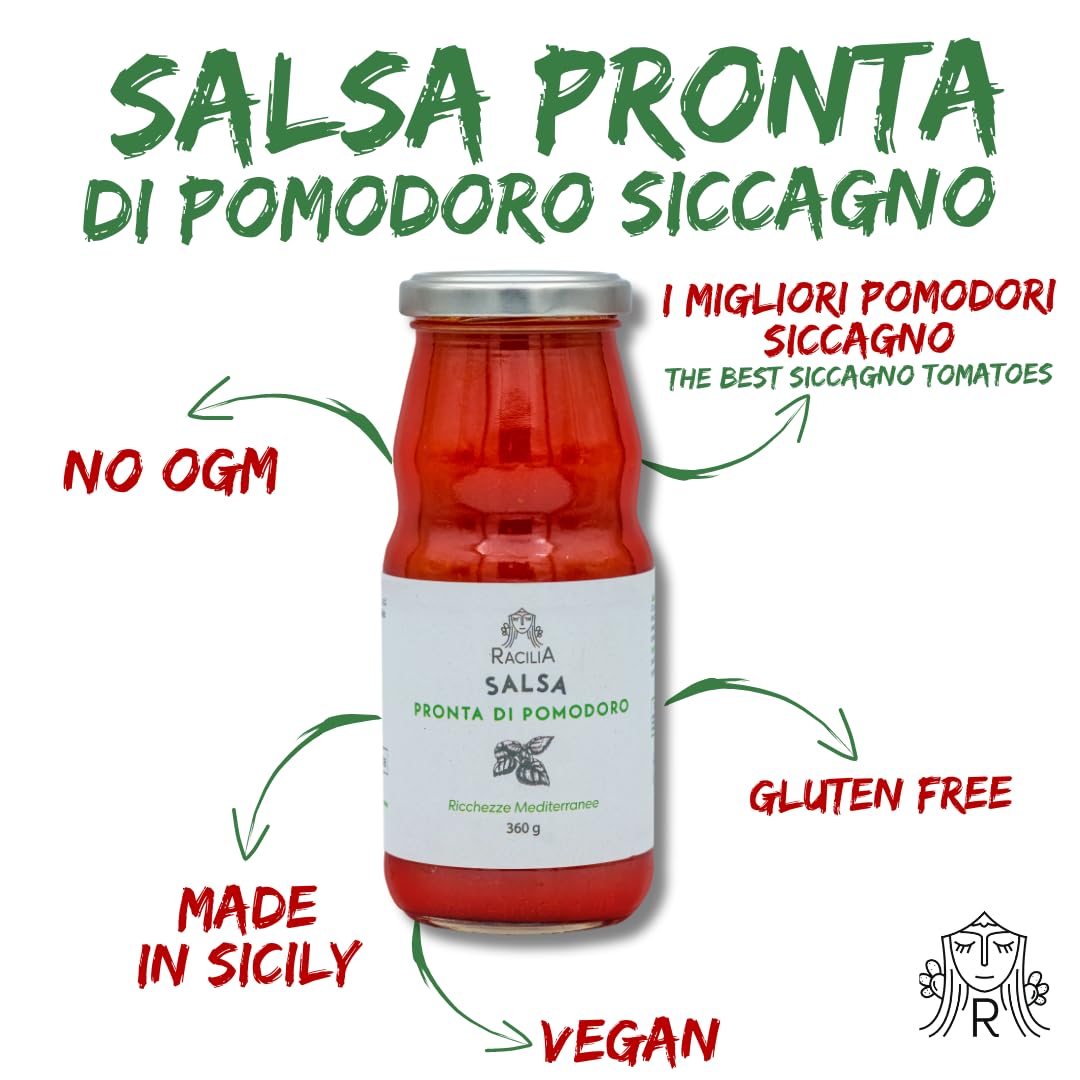 SALSA PRONTA
DI POMODORO SICCAGNO
I MIGLIORI POMODORI
SICCAGNO
THE BEST SICCAGNO TOMATOES
NO OGM
RACILIA
SALSA
PRONTA DI POMODORO
Ricchezze Mediterranee
360 g
GLUTEN FREE
MADE
IN SICILY
VEGAN
R